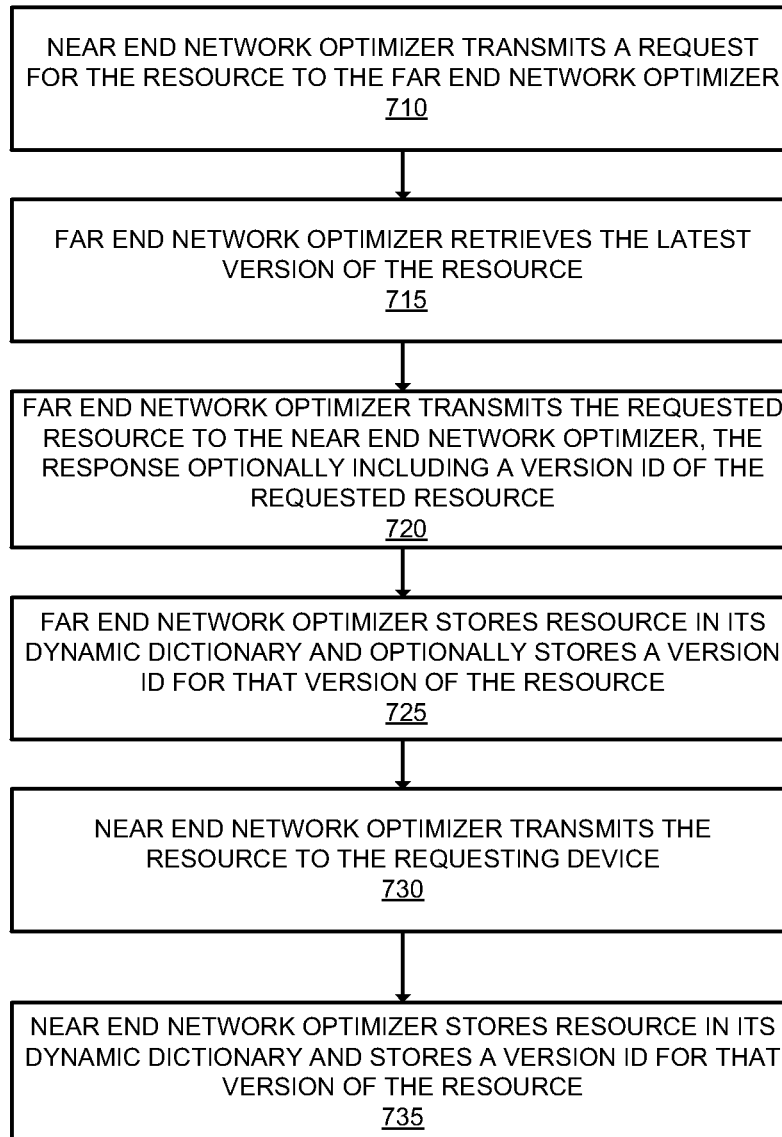 NEAR END NETWORK OPTIMIZER TRANSMITS A REQUEST
FOR THE RESOURCE TO THE FAR END NETWORK OPTIMIZER
710
FAR END NETWORK OPTIMIZER RETRIEVES THE LATEST
VERSION OF THE RESOURCE
715
FAR END NETWORK OPTIMIZER TRANSMITS THE REQUESTED
RESOURCE TO THE NEAR END NETWORK OPTIMIZER, THE
RESPONSE OPTIONALLY INCLUDING A VERSION ID OF THE
REQUESTED RESOURCE
720
FAR END NETWORK OPTIMIZER STORES RESOURCE IN ITS
DYNAMIC DICTIONARY AND OPTIONALLY STORES A VERSION
ID FOR THAT VERSION OF THE RESOURCE
725
NEAR END NETWORK OPTIMIZER TRANSMITS THE
RESOURCE TO THE REQUESTING DEVICE
730
NEAR END NETWORK OPTIMIZER STORES RESOURCE IN ITS
DYNAMIC DICTIONARY AND STORES A VERSION ID FOR THAT
VERSION OF THE RESOURCE
735